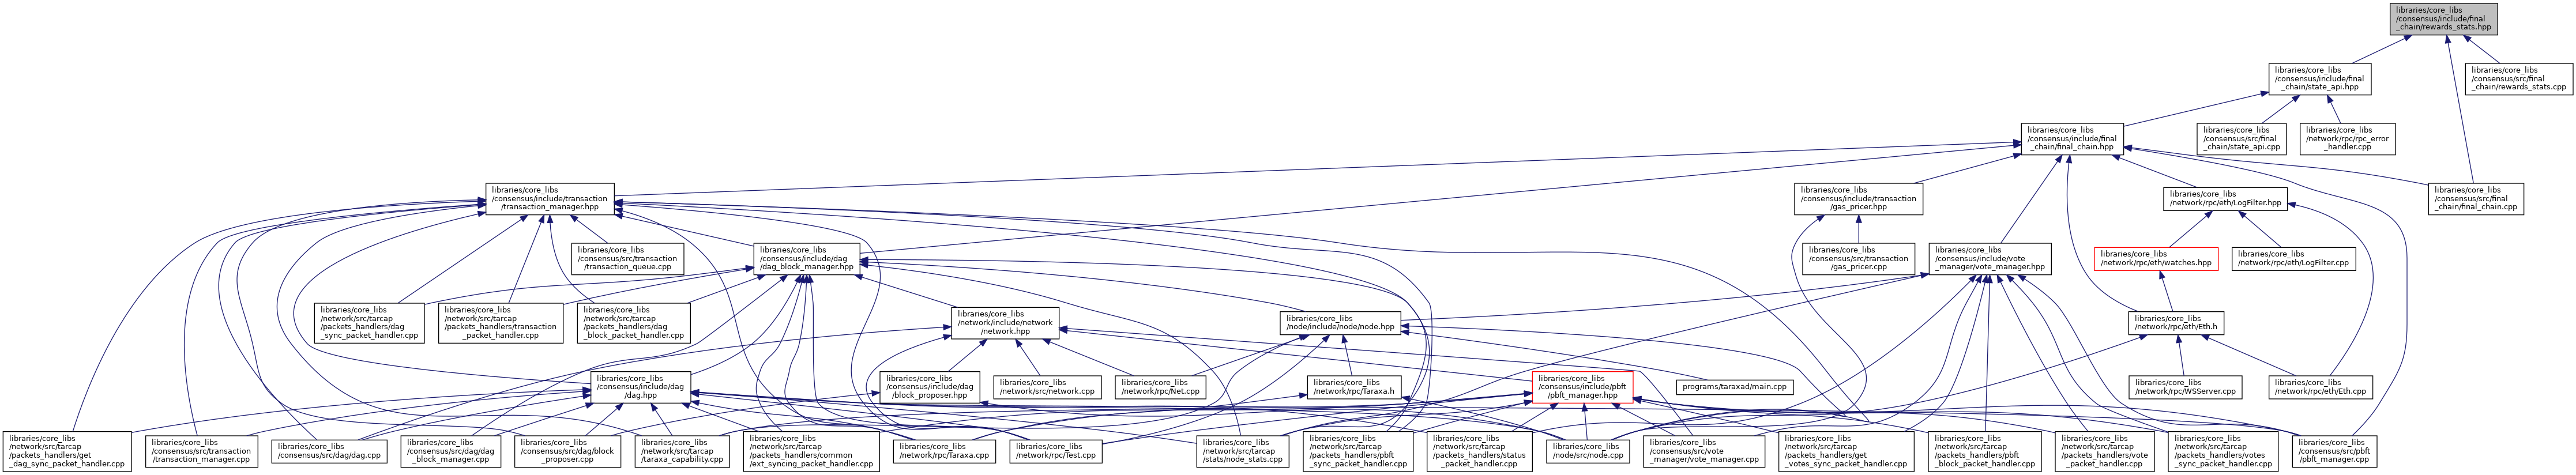 libraries/core_libs
/consensus/include/final
_chain/rewards_stats.hpp
libraries/core_libs
/consensus/include/final
_chain/state_api.hpp
libraries/core_libs
/consensus/src/final
_chain/rewards_stats.cpp
libraries/core_libs
/consensus/include/final
_chain/final_chain.hpp
libraries/core_libs
/consensus/src/final
_chain/state_api.cpp
libraries/core_libs
/network/rpc/rpc_error
_handler.cpp
libraries/core_libs
/consensus/include/transaction
/transaction_manager.hpp
libraries/core_libs
/consensus/include/transaction
/gas_pricer.hpp
libraries/core_libs
/network/rpc/eth/LogFilter.hpp
libraries/core_libs
/consensus/src/final
_chain/final_chain.cpp
libraries/core_libs
/consensus/src/transaction
/transaction_queue.cpp
libraries/core_libs
/consensus/include/dag
/dag_block_manager.hpp
libraries/core_libs
/consensus/src/transaction
/gas_pricer.cpp
libraries/core_libs
/consensus/include/vote
_manager/vote_manager.hpp
libraries/core_libs
/network/rpc/eth/watches.hpp
libraries/core_libs
/network/rpc/eth/LogFilter.cpp
libraries/core_libs
/network/src/tarcap
/packets_handlers/dag
_sync_packet_handler.cpp
libraries/core_libs
/network/src/tarcap
/packets_handlers/transaction
_packet_handler.cpp
libraries/core_libs
/network/src/tarcap
/packets_handlers/dag
_block_packet_handler.cpp
libraries/core_libs
/network/include/network
/network.hpp
libraries/core_libs
/node/include/node/node.hpp
libraries/core_libs
/network/rpc/eth/Eth.h
libraries/core_libs
/consensus/include/dag
/dag.hpp
libraries/core_libs
/consensus/include/dag
/block_proposer.hpp
libraries/core_libs
/network/src/network.cpp
libraries/core_libs
/network/rpc/Net.cpp
libraries/core_libs
/network/rpc/Taraxa.h
libraries/core_libs
/consensus/include/pbft
/pbft_manager.hpp
programs/taraxad/main.cpp
libraries/core_libs
/network/rpc/WSServer.cpp
libraries/core_libs
/network/rpc/eth/Eth.cpp
libraries/core_libs
/network/src/tarcap
/packets_handlers/get
_dag_sync_packet_handler.cpp
libraries/core_libs
/consensus/src/transaction
/transaction_manager.cpp
libraries/core_libs
/consensus/src/dag/dag.cpp
libraries/core_libs
/consensus/src/dag/dag
_block_manager.cpp
libraries/core_libs
/consensus/src/dag/block
_proposer.cpp
libraries/core_libs
/network/src/tarcap
/taraxa_capability.cpp
libraries/core_libs
/network/src/tarcap
/packets_handlers/common
/ext_syncing_packet_handler.cpp
libraries/core_libs
/network/rpc/Taraxa.cpp
libraries/core_libs
/network/rpc/Test.cpp
libraries/core_libs
/network/src/tarcap
/stats/node_stats.cpp
libraries/core_libs
/network/src/tarcap
/packets_handlers/pbft
_sync_packet_handler.cpp
libraries/core_libs
/network/src/tarcap
/packets_handlers/status
_packet_handler.cpp
libraries/core_libs
/node/src/node.cpp
libraries/core_libs
/consensus/src/vote
_manager/vote_manager.cpp
libraries/core_libs
/network/src/tarcap
/packets_handlers/get
_votes_sync_packet_handler.cpp
libraries/core_libs
/network/src/tarcap
/packets_handlers/pbft
_block_packet_handler.cpp
libraries/core_libs
/network/src/tarcap
/packets_handlers/vote
_packet_handler.cpp
libraries/core_libs
/network/src/tarcap
/packets_handlers/votes
_sync_packet_handler.cpp
libraries/core_libs
/consensus/src/pbft
/pbft_manager.cpp